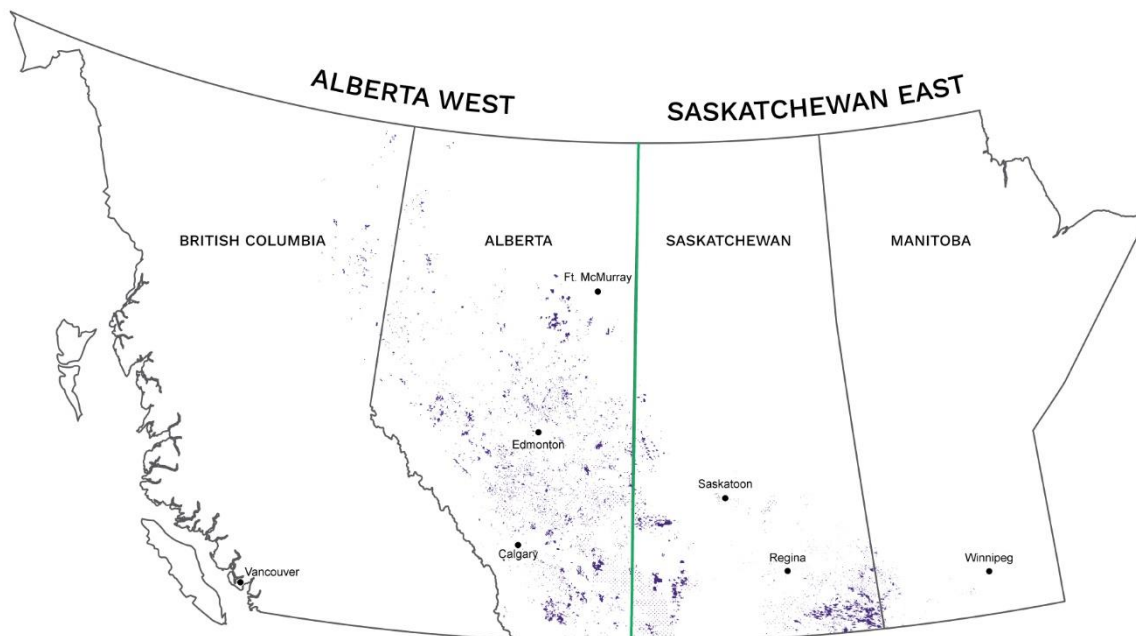 ALBERTA WEST
SASKATCHEWAN EAST
BRITISH COLUMBIA
ALBERTA
SASKATCHEWAN
MANITOBA
Ft. McMurray
Edmonton
Saskatoon
Calgary
Regina
Winnipeg
Vancouver